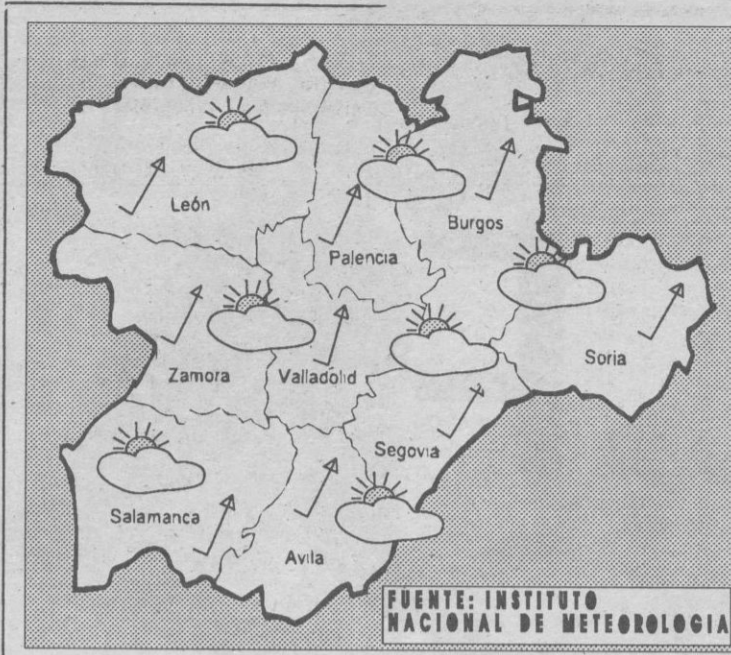 León
Burgos
Palencia
Soria
Zamora
Valladolid
Segovia
Salamanca
Avila
FUENTE: INSTITUTO
NACIONAL DE METEOROLOGIA